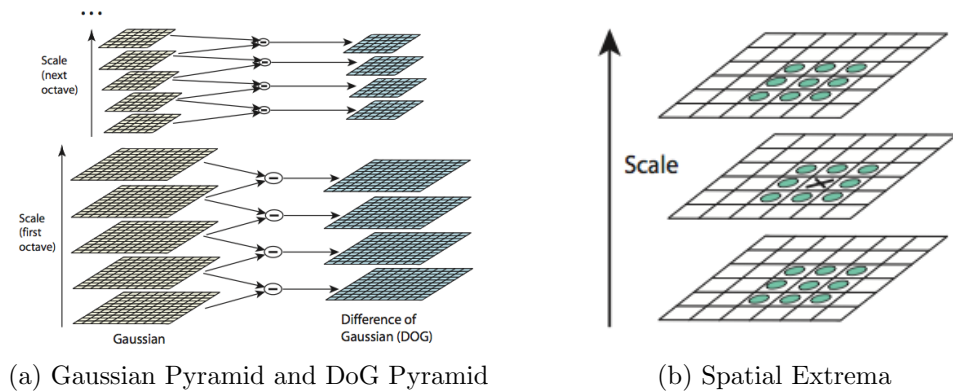 ...
Scale
(next
octave)
Scale
(first
octave)
Gaussian
Difference of
Gaussian (DOG)
Scale
(a) Gaussian Pyramid and DoG Pyramid
(b) Spatial Extrema